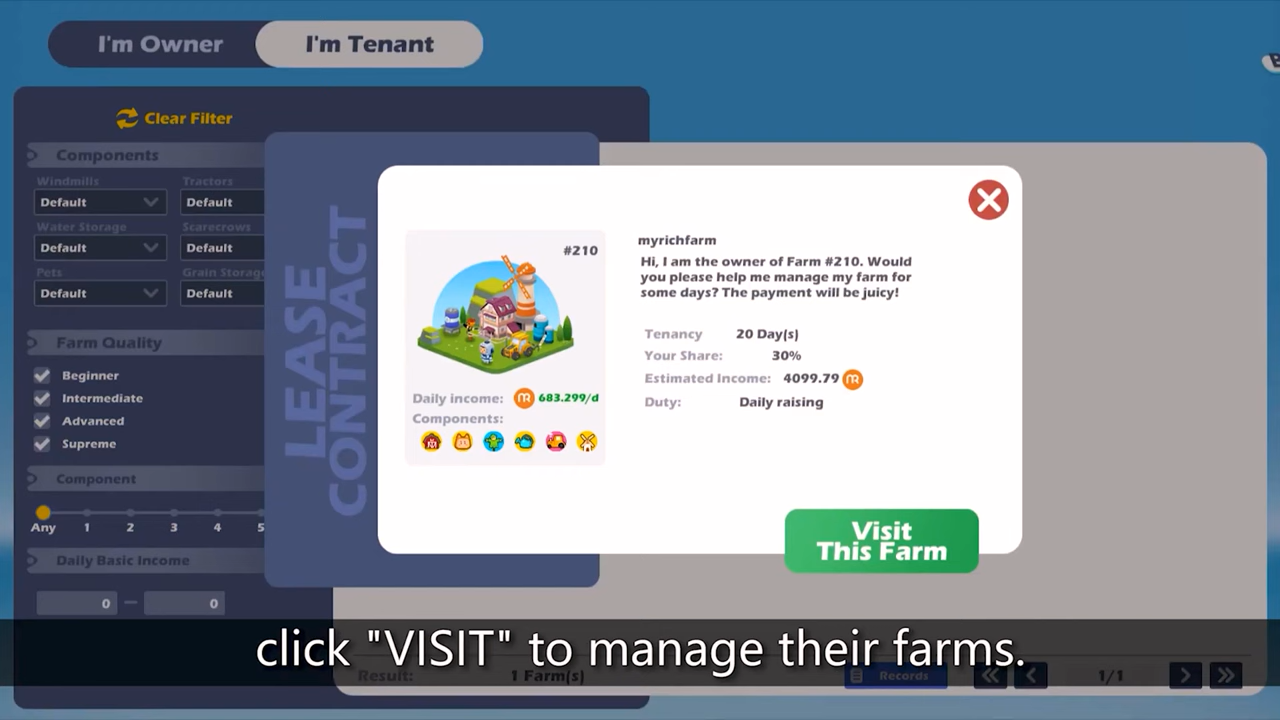 I'm Owner
I'm Tenant
Clear Filter
Components
Windmills
Tractors
Default
Default
Water Storage
Scarecrows
Default
Default
Pets
Grain Storage
Default
Default
Farm Quality
Beginner
Intermediate
Advanced
Supreme
Component
Any 1 2 3 4 5
Daily Basic Income
0 – 0
LEASE
CONTRACT
#210
Daily income: 683.299/d
Components:
myrichfarm
Hi, I am the owner of Farm #210. Would
you please help me manage my farm for
some days? The payment will be juicy!
Tenancy 20 Day(s)
Your Share: 30%
Estimated Income: 4099.79
Duty: Daily raising
Visit
This Farm
click "VISIT" to manage their farms.
Result: 1 Farm(s)
Records
1/1